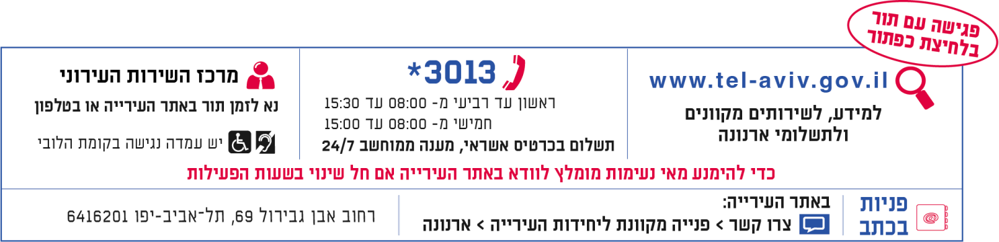 פגישה עם תור
בלחיצת כפתור
www.tel-aviv.gov.il
למידע, לשירותים מקוונים
ולתשלומי ארנונה
*3013
ראשון עד רביעי מ- 08:00 עד 15:30
חמישי מ- 08:00 עד 15:00
תשלום בכרטיס אשראי, מענה ממוחשב 24/7
מרכז השירות העירוני
נא לזמן תור באתר העירייה או בטלפון
יש עמדה נגישה בקומת הלובי
כדי להימנע מאי נעימות מומלץ לוודא באתר העירייה אם חל שינוי בשעות הפעילות
פניות
בכתב
באתר העירייה:
צרו קשר > פנייה מקוונת ליחידות העירייה > ארנונה
רחוב אבן גבירול 69, תל־אביב-יפו 6416201